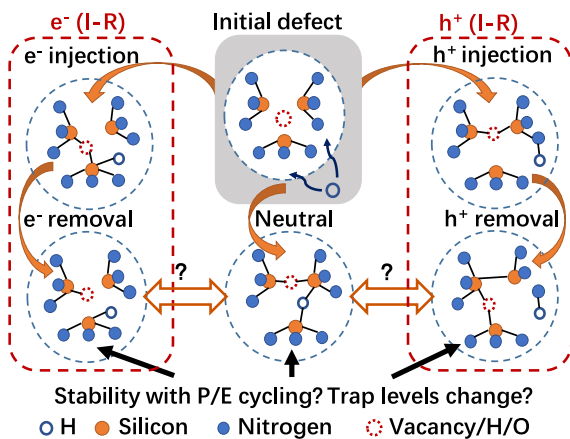 e⁻ (I-R)
Initial defect
h⁺ (I-R)
e⁻ injection
h⁺ injection
H
e⁻ removal
Neutral
h⁺ removal
?
?
Stability with P/E cycling? Trap levels change?
H Silicon Nitrogen Vacancy/H/O